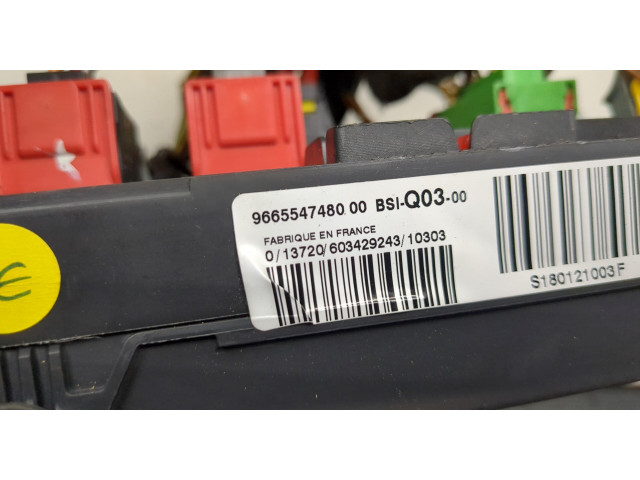 9665547480 00 BSI-Q03-00
FABRIQUE EN FRANCE
0/13720/603429243/10303
S180121003F